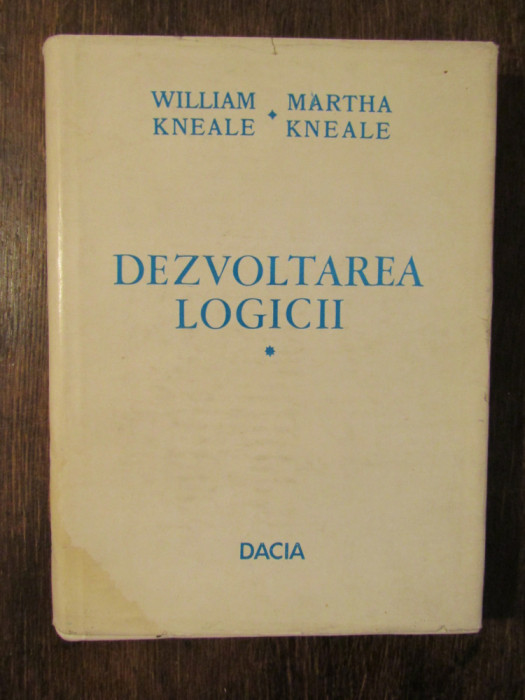 WILLIAM ✦ MARTHA
KNEALE KNEALE
DEZVOLTAREA
LOGICII
*
DACIA